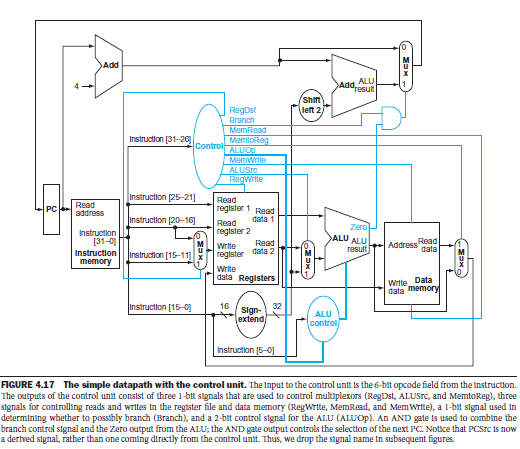 0
M
u
x
1
Add
4
Add ALU
result
Shift
left 2
RegDst
Branch
MemRead
MemtoReg
ALUOp
MemWrite
ALUSrc
RegWrite
Instruction [31–26]
Control
PC
Read
address
Instruction
[31–0]
Instruction
memory
Instruction [25–21]
Instruction [20–16]
Instruction [15–11]
0
M
u
x
1
Read
register 1
Read
register 2
Write
register
Write
data
Read
data 1
Read
data 2
Registers
0
M
u
x
1
Zero
ALU ALU
result
Address
Read
data
Write
data
Data
memory
1
M
u
x
0
Instruction [15–0]
16
Sign-
extend
32
ALU
control
Instruction [5–0]
FIGURE 4.17 The simple datapath with the control unit. The input to the control unit is the 6-bit opcode field from the instruction.
The outputs of the control unit consist of three 1-bit signals that are used to control multiplexors (RegDst, ALUSrc, and MemtoReg), three
signals for controlling reads and writes in the register file and data memory (RegWrite, MemRead, and MemWrite), a 1-bit signal used in
determining whether to possibly branch (Branch), and a 2-bit control signal for the ALU (ALUOp). An AND gate is used to combine the
branch control signal and the Zero output from the ALU; the AND gate output controls the selection of the next PC. Notice that PCSrc is now
a derived signal, rather than one coming directly from the control unit. Thus, we drop the signal name in subsequent figures.